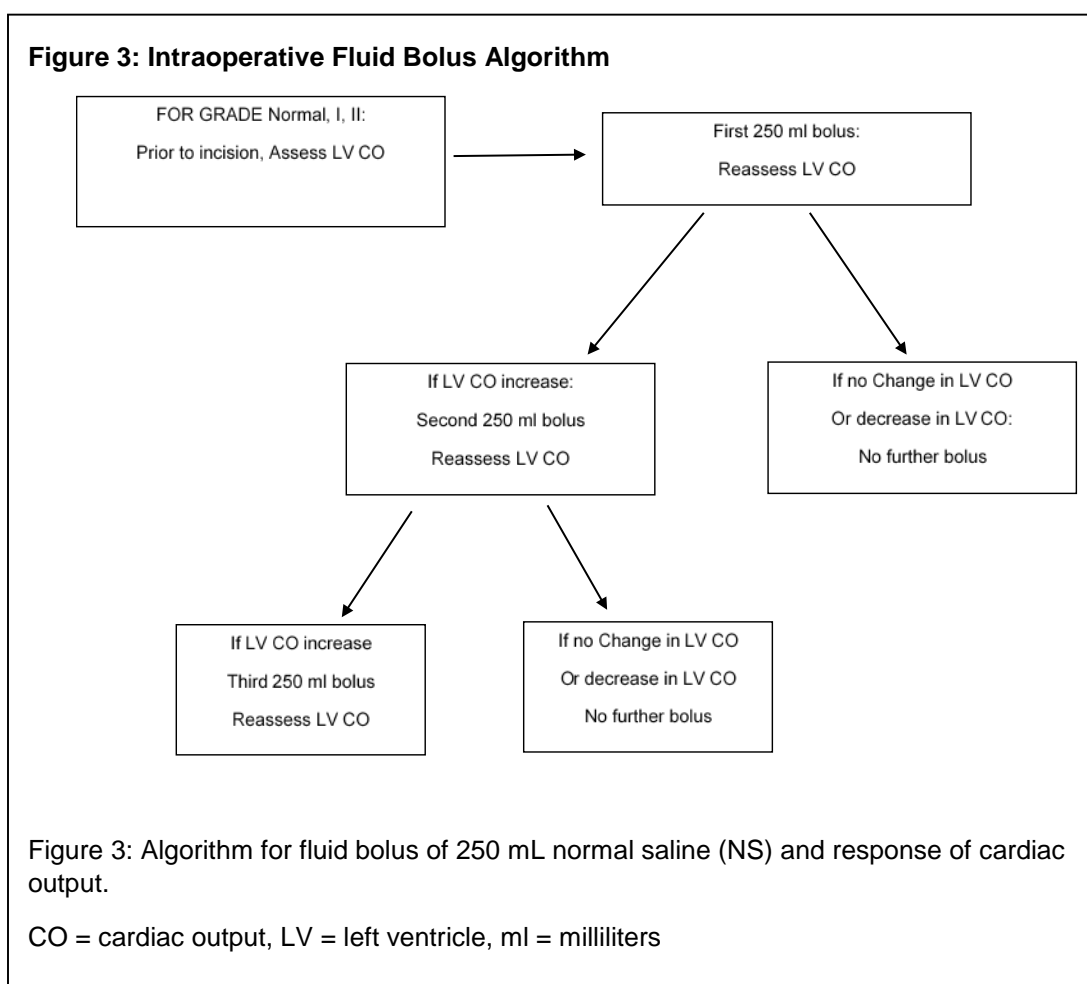 Figure 3: Intraoperative Fluid Bolus Algorithm
FOR GRADE Normal, I, II:
Prior to incision, Assess LV CO
First 250 ml bolus:
Reassess LV CO
If LV CO increase:
Second 250 ml bolus
Reassess LV CO
If no Change in LV CO
Or decrease in LV CO:
No further bolus
If LV CO increase
Third 250 ml bolus
Reassess LV CO
If no Change in LV CO
Or decrease in LV CO
No further bolus
Figure 3: Algorithm for fluid bolus of 250 mL normal saline (NS) and response of cardiac
output.
CO = cardiac output, LV = left ventricle, ml = milliliters